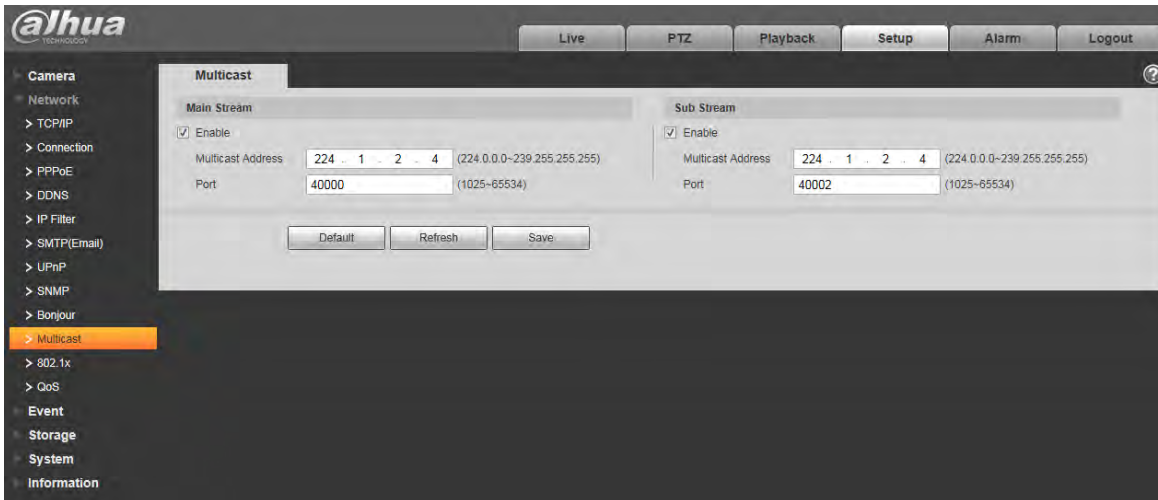 alhua
TECHNOLOGY
Live PTZ Playback Setup Alarm Logout
Camera
Network
> TCP/IP
> Connection
> PPPoE
> DDNS
> IP Filter
> SMTP(Email)
> UPnP
> SNMP
> Bonjour
> Multicast
> 802.1x
> QoS
Event
Storage
System
Information
Multicast
?
Main Stream
Enable
Multicast Address 224 . 1 . 2 . 4 (224.0.0.0~239.255.255.255)
Port 40000 (1025~65534)
Sub Stream
Enable
Multicast Address 224 . 1 . 2 . 4 (224.0.0.0~239.255.255.255)
Port 40002 (1025~65534)
Default Refresh Save